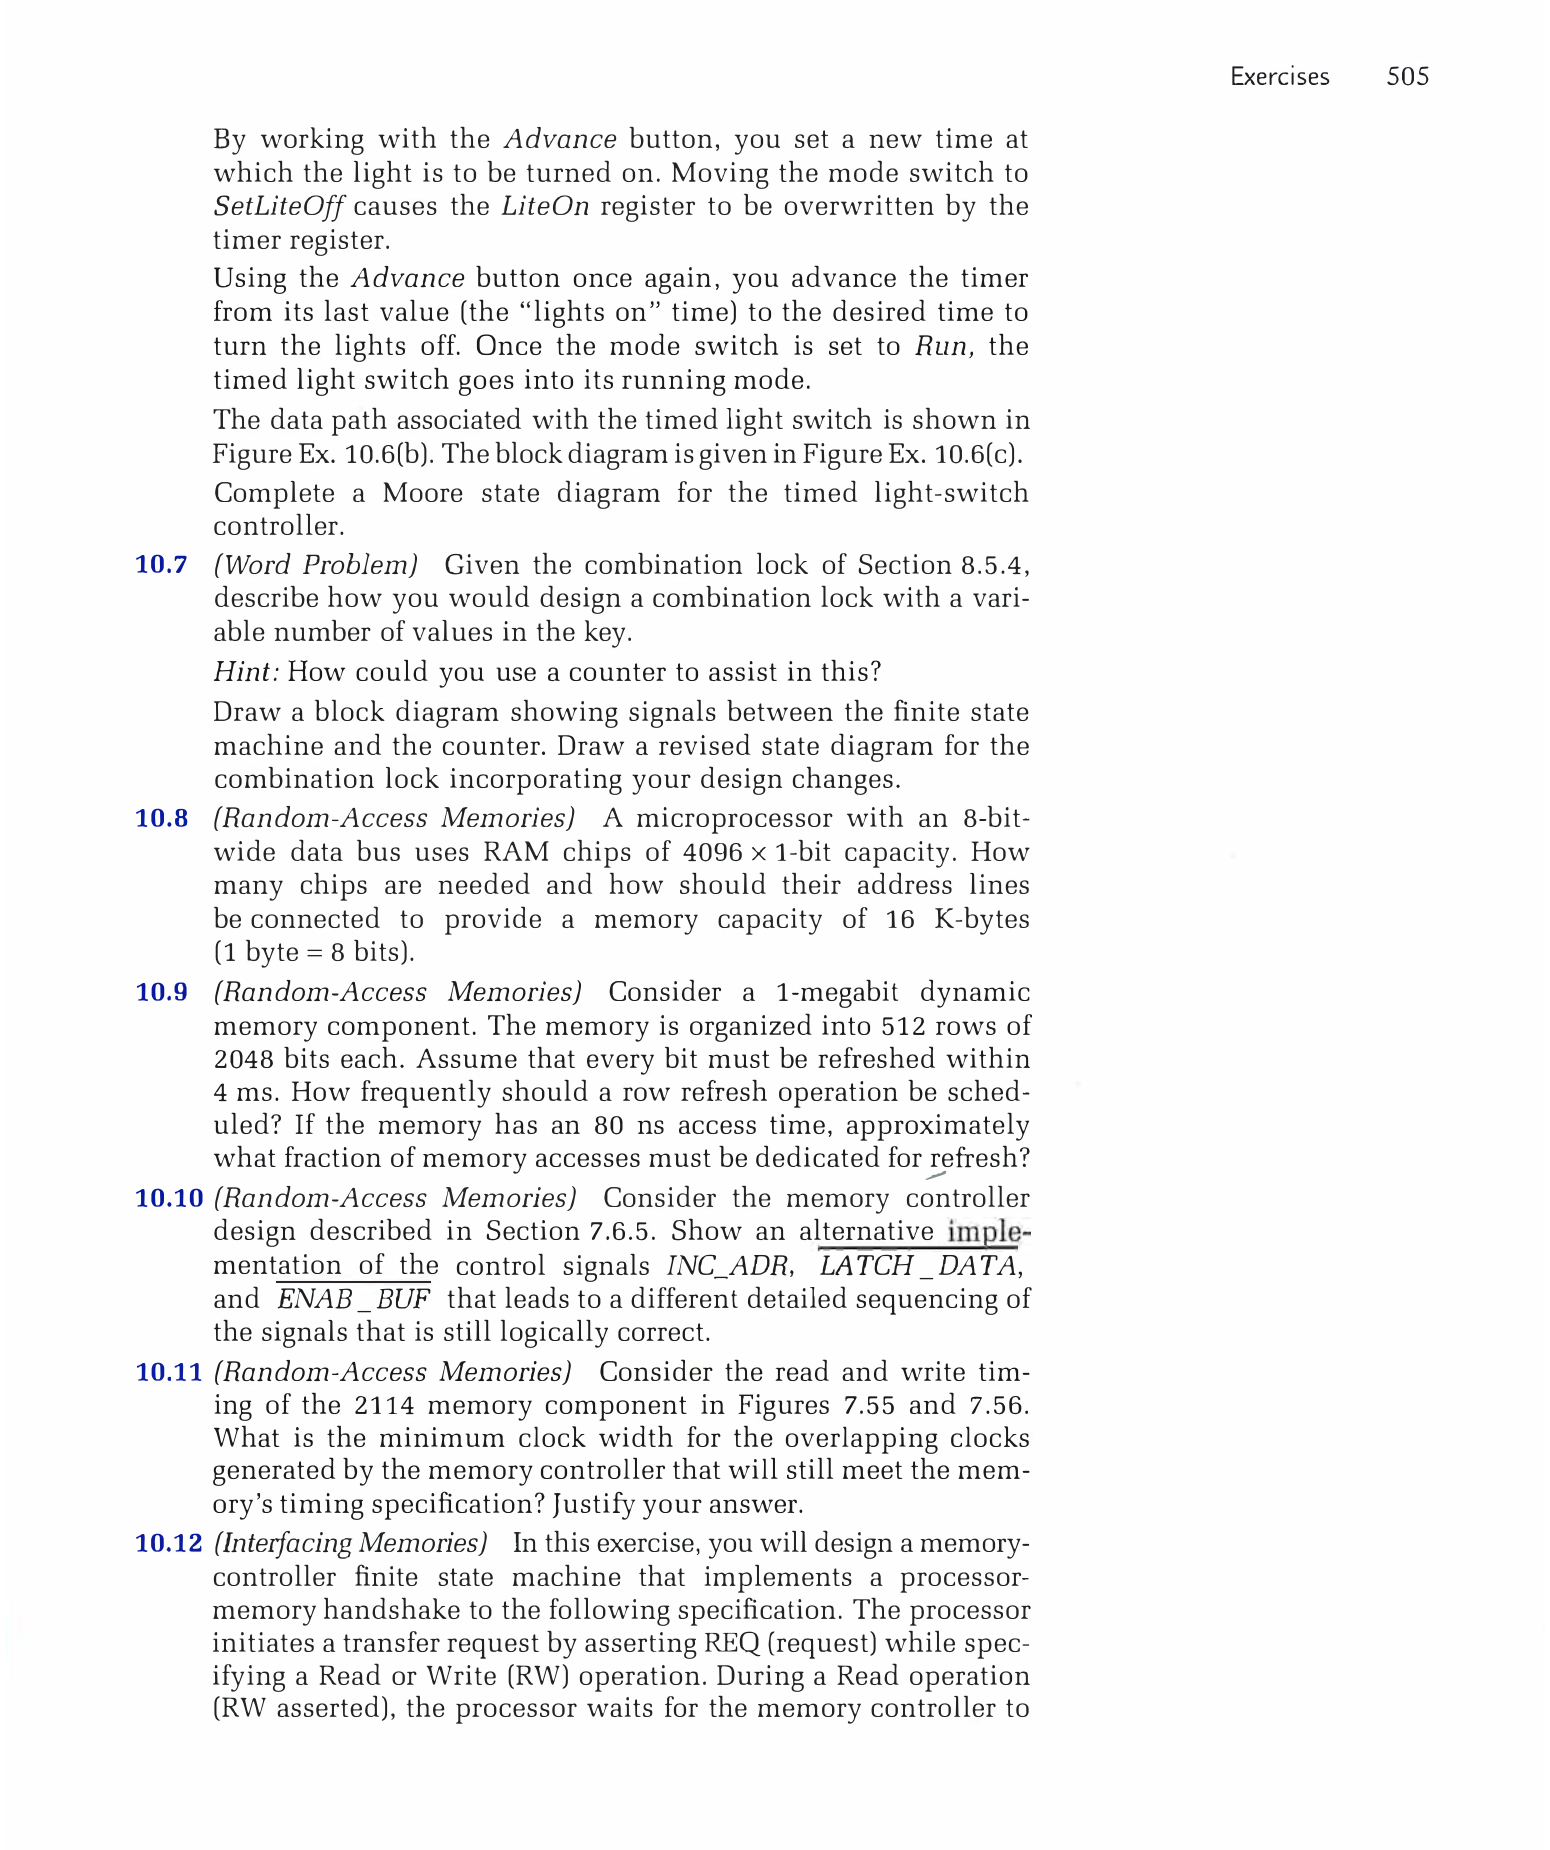 Exercises 505
By working with the Advance button, you set a new time at
which the light is to be turned on. Moving the mode switch to
SetLiteOff causes the LiteOn register to be overwritten by the
timer register.
Using the Advance button once again, you advance the timer
from its last value (the “lights on” time) to the desired time to
turn the lights off. Once the mode switch is set to Run, the
timed light switch goes into its running mode.
The data path associated with the timed light switch is shown in
Figure Ex. 10.6(b). The block diagram is given in Figure Ex. 10.6(c).
Complete a Moore state diagram for the timed light-switch
controller.
10.7 (Word Problem) Given the combination lock of Section 8.5.4,
describe how you would design a combination lock with a vari-
able number of values in the key.
Hint: How could you use a counter to assist in this?
Draw a block diagram showing signals between the finite state
machine and the counter. Draw a revised state diagram for the
combination lock incorporating your design changes.
10.8 (Random-Access Memories) A microprocessor with an 8-bit-
wide data bus uses RAM chips of 4096 × 1-bit capacity. How
many chips are needed and how should their address lines
be connected to provide a memory capacity of 16 K-bytes
(1 byte = 8 bits).
10.9 (Random-Access Memories) Consider a 1-megabit dynamic
memory component. The memory is organized into 512 rows of
2048 bits each. Assume that every bit must be refreshed within
4 ms. How frequently should a row refresh operation be sched-
uled? If the memory has an 80 ns access time, approximately
what fraction of memory accesses must be dedicated for refresh?
10.10 (Random-Access Memories) Consider the memory controller
design described in Section 7.6.5. Show an alternative imple-
mentation of the control signals INC_ADR, LATCH_DATA,
and ENAB_BUF that leads to a different detailed sequencing of
the signals that is still logically correct.
10.11 (Random-Access Memories) Consider the read and write tim-
ing of the 2114 memory component in Figures 7.55 and 7.56.
What is the minimum clock width for the overlapping clocks
generated by the memory controller that will still meet the mem-
ory’s timing specification? Justify your answer.
10.12 (Interfacing Memories) In this exercise, you will design a memory-
controller finite state machine that implements a processor-
memory handshake to the following specification. The processor
initiates a transfer request by asserting REQ (request) while spec-
ifying a Read or Write (RW) operation. During a Read operation
(RW asserted), the processor waits for the memory controller to